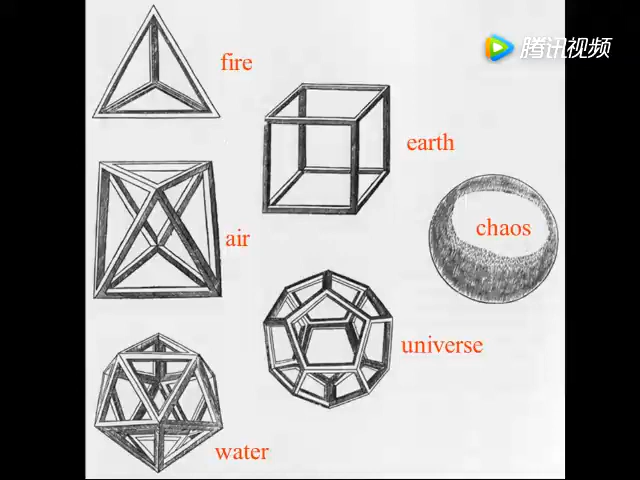 腾讯视频
fire
earth
chaos
air
universe
water